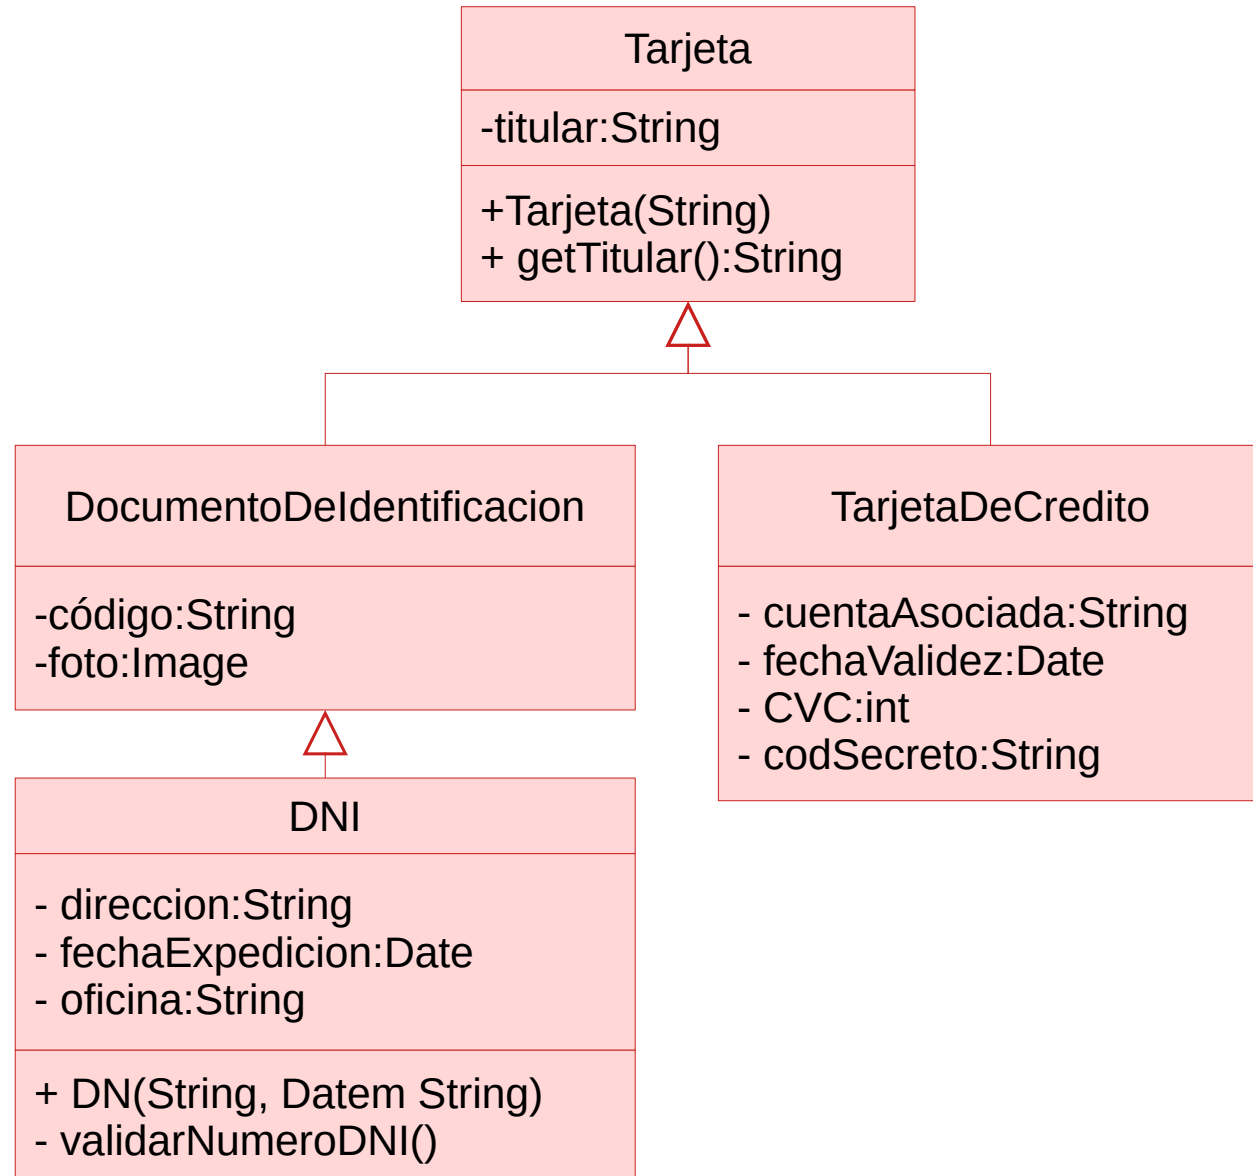 Tarjeta
-titular:String
+Tarjeta(String)
+ getTitular():String
DocumentoDeIdentificacion
-código:String
-foto:Image
TarjetaDeCredito
- cuentaAsociada:String
- fechaValidez:Date
- CVC:int
- codSecreto:String
DNI
- direccion:String
- fechaExpedicion:Date
- oficina:String
+ DN(String, Datem String)
- validarNumeroDNI()